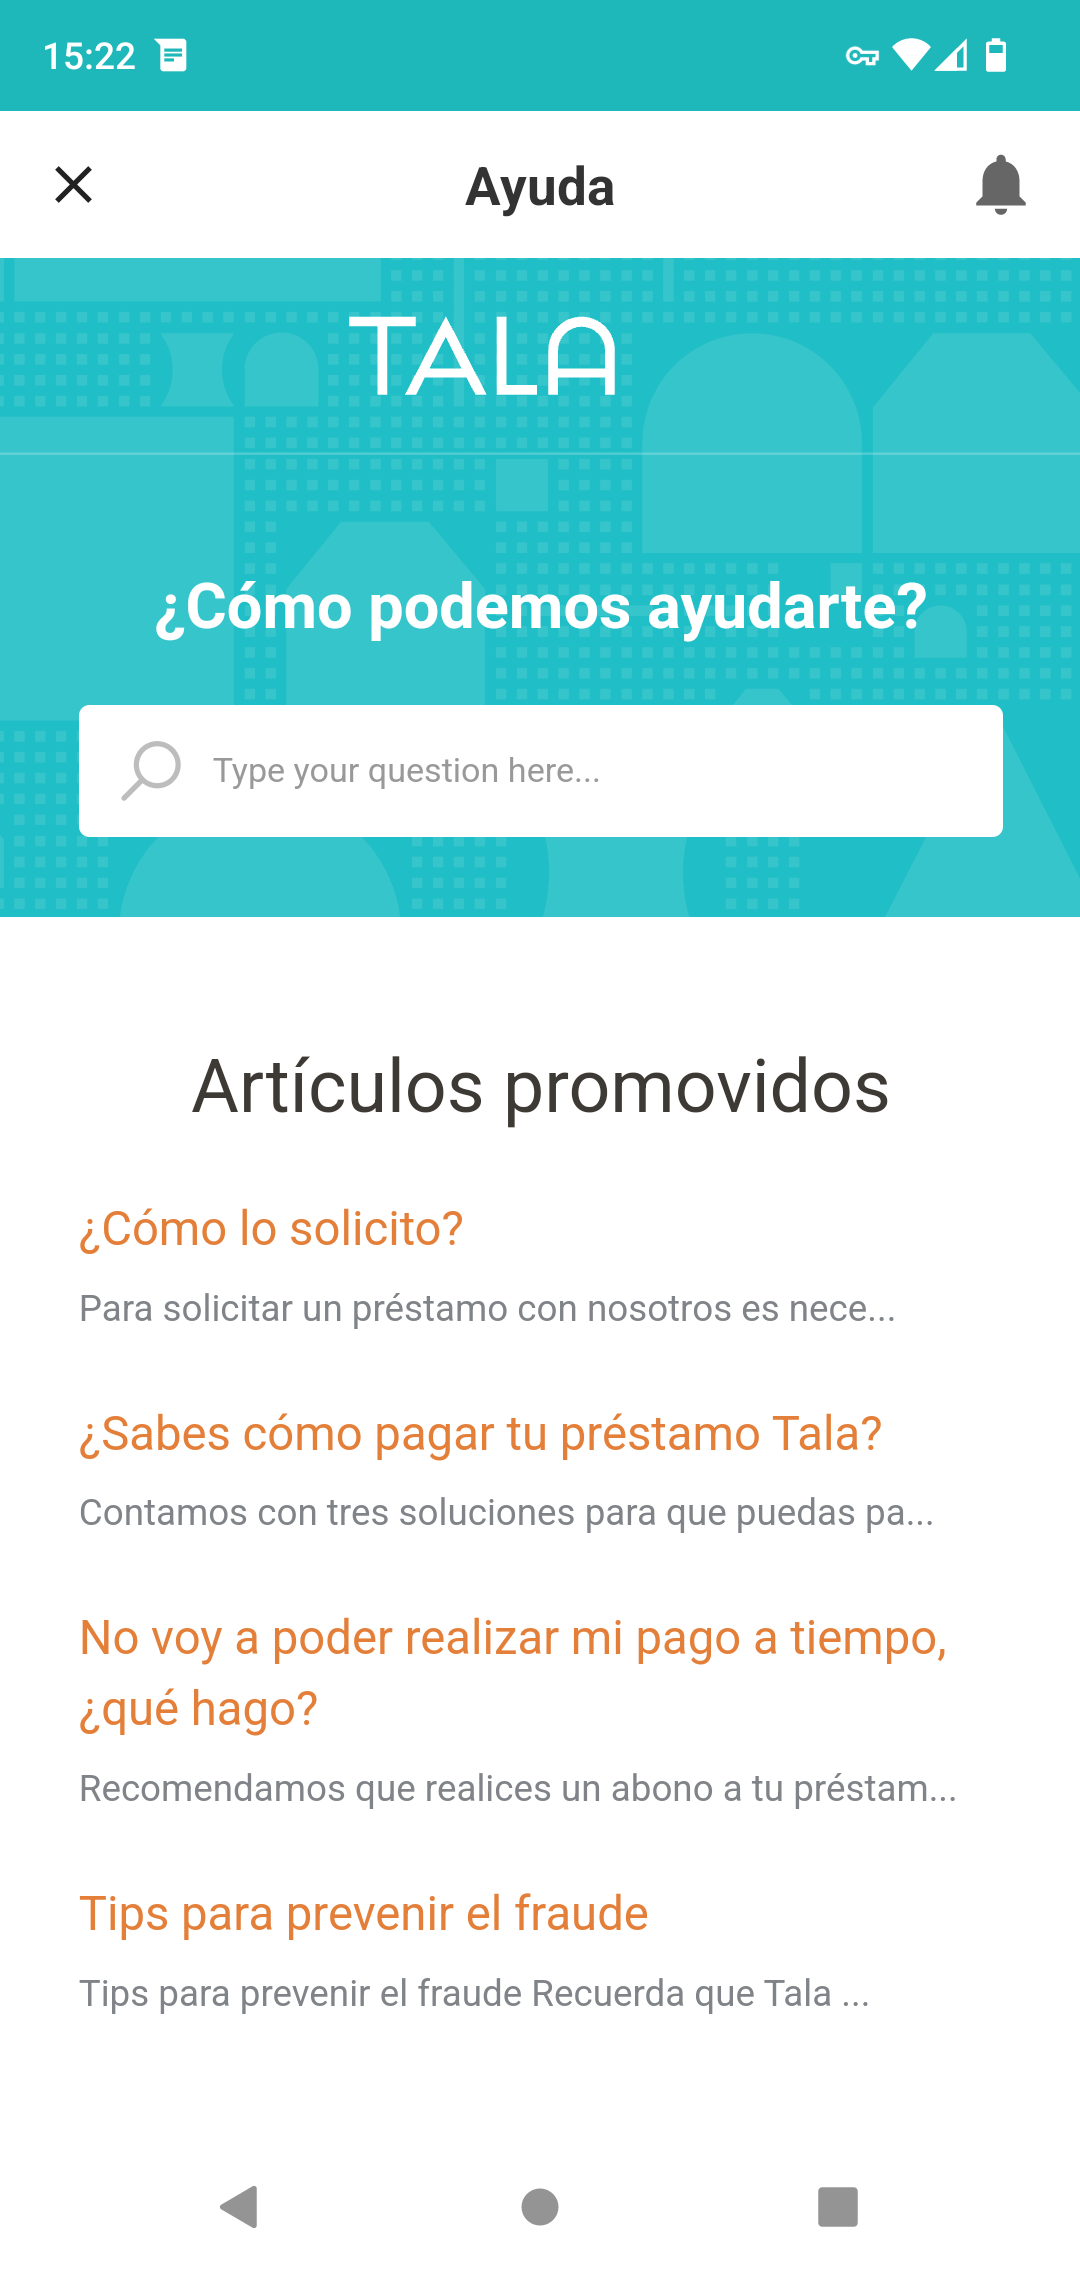 15:22
Ayuda
TALA
¿Cómo podemos ayudarte?
Type your question here...
Artículos promovidos
¿Cómo lo solicito?
Para solicitar un préstamo con nosotros es nece...
¿Sabes cómo pagar tu préstamo Tala?
Contamos con tres soluciones para que puedas pa...
No voy a poder realizar mi pago a tiempo,
¿qué hago?
Recomendamos que realices un abono a tu préstam...
Tips para prevenir el fraude
Tips para prevenir el fraude Recuerda que Tala ...